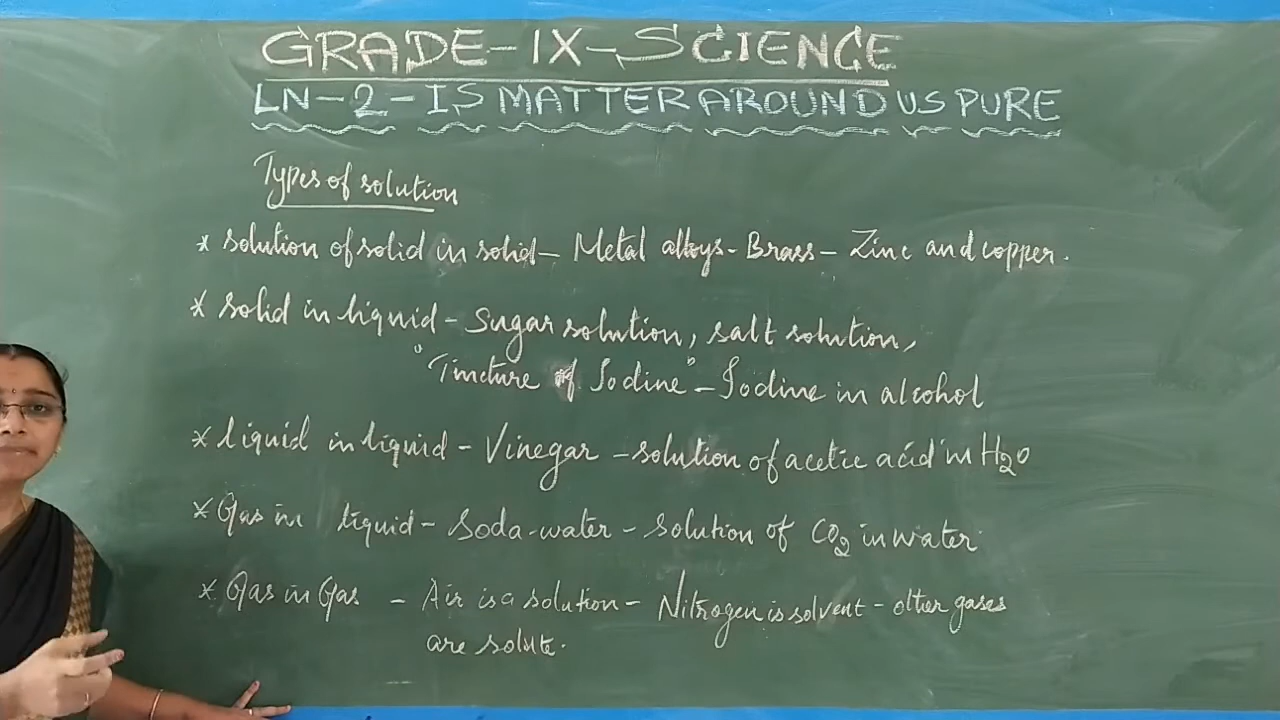 GRADE-IX-SCIENCE
LN-2-IS MATTER AROUND US PURE
Types of solution
* solution of solid in solid - Metal alloys - Brass - Zinc and copper.
* solid in liquid - Sugar solution, salt solution,
"Tincture of Iodine" - Iodine in alcohol
* liquid in liquid - Vinegar - solution of acetic acid in H2O
* Gas in liquid - Soda-water - solution of CO2 in water
* Gas in Gas - Air is a solution - Nitrogen is solvent - other gases
are solute.